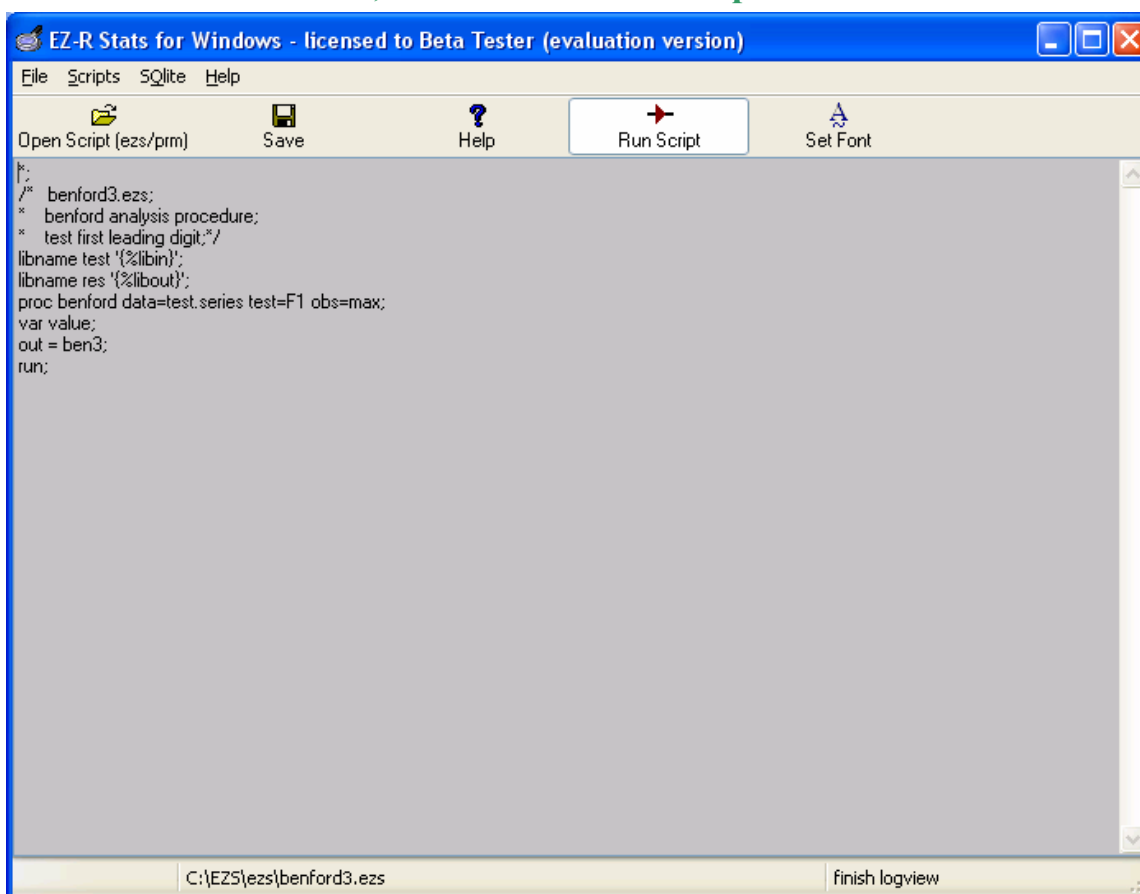 EZ-R Stats for Windows - licensed to Beta Tester (evaluation version)
File Scripts SQlite Help
Open Script (ezs/prm) Save Help Run Script Set Font
*;
/* benford3.ezs;
* benford analysis procedure;
* test first leading digit;*/
libname test '{%libin}';
libname res '{%libout}';
proc benford data=test.series test=F1 obs=max;
var value;
out = ben3;
run;
C:\EZS\ezs\benford3.ezs finish logview